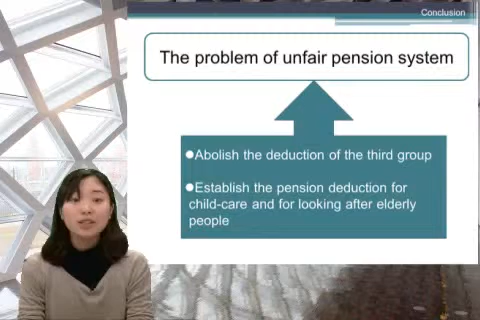 Conclusion
The problem of unfair pension system
●Abolish the deduction of the third group
●Establish the pension deduction for
child-care and for looking after elderly
people